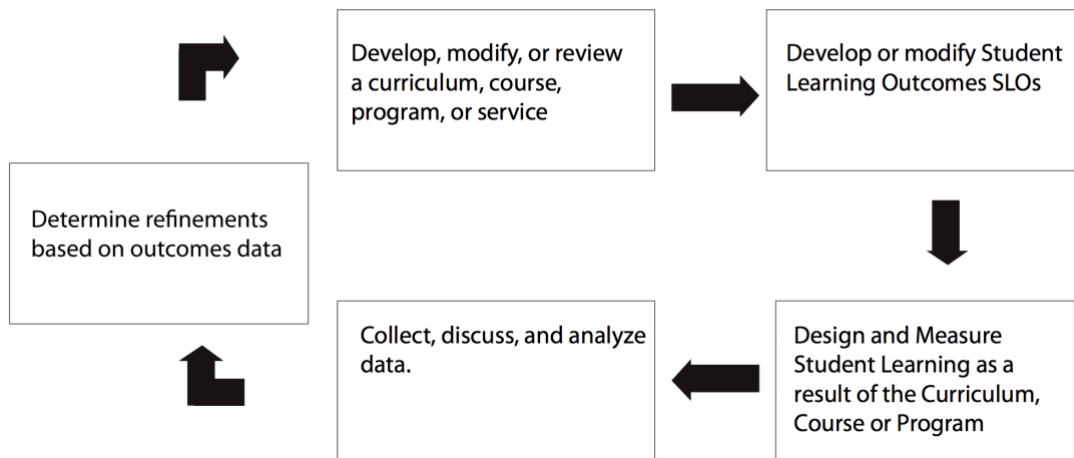 Develop, modify, or review
a curriculum, course,
program, or service
Develop or modify Student
Learning Outcomes SLOs
Determine refinements
based on outcomes data
Collect, discuss, and analyze
data.
Design and Measure
Student Learning as a
result of the Curriculum,
Course or Program